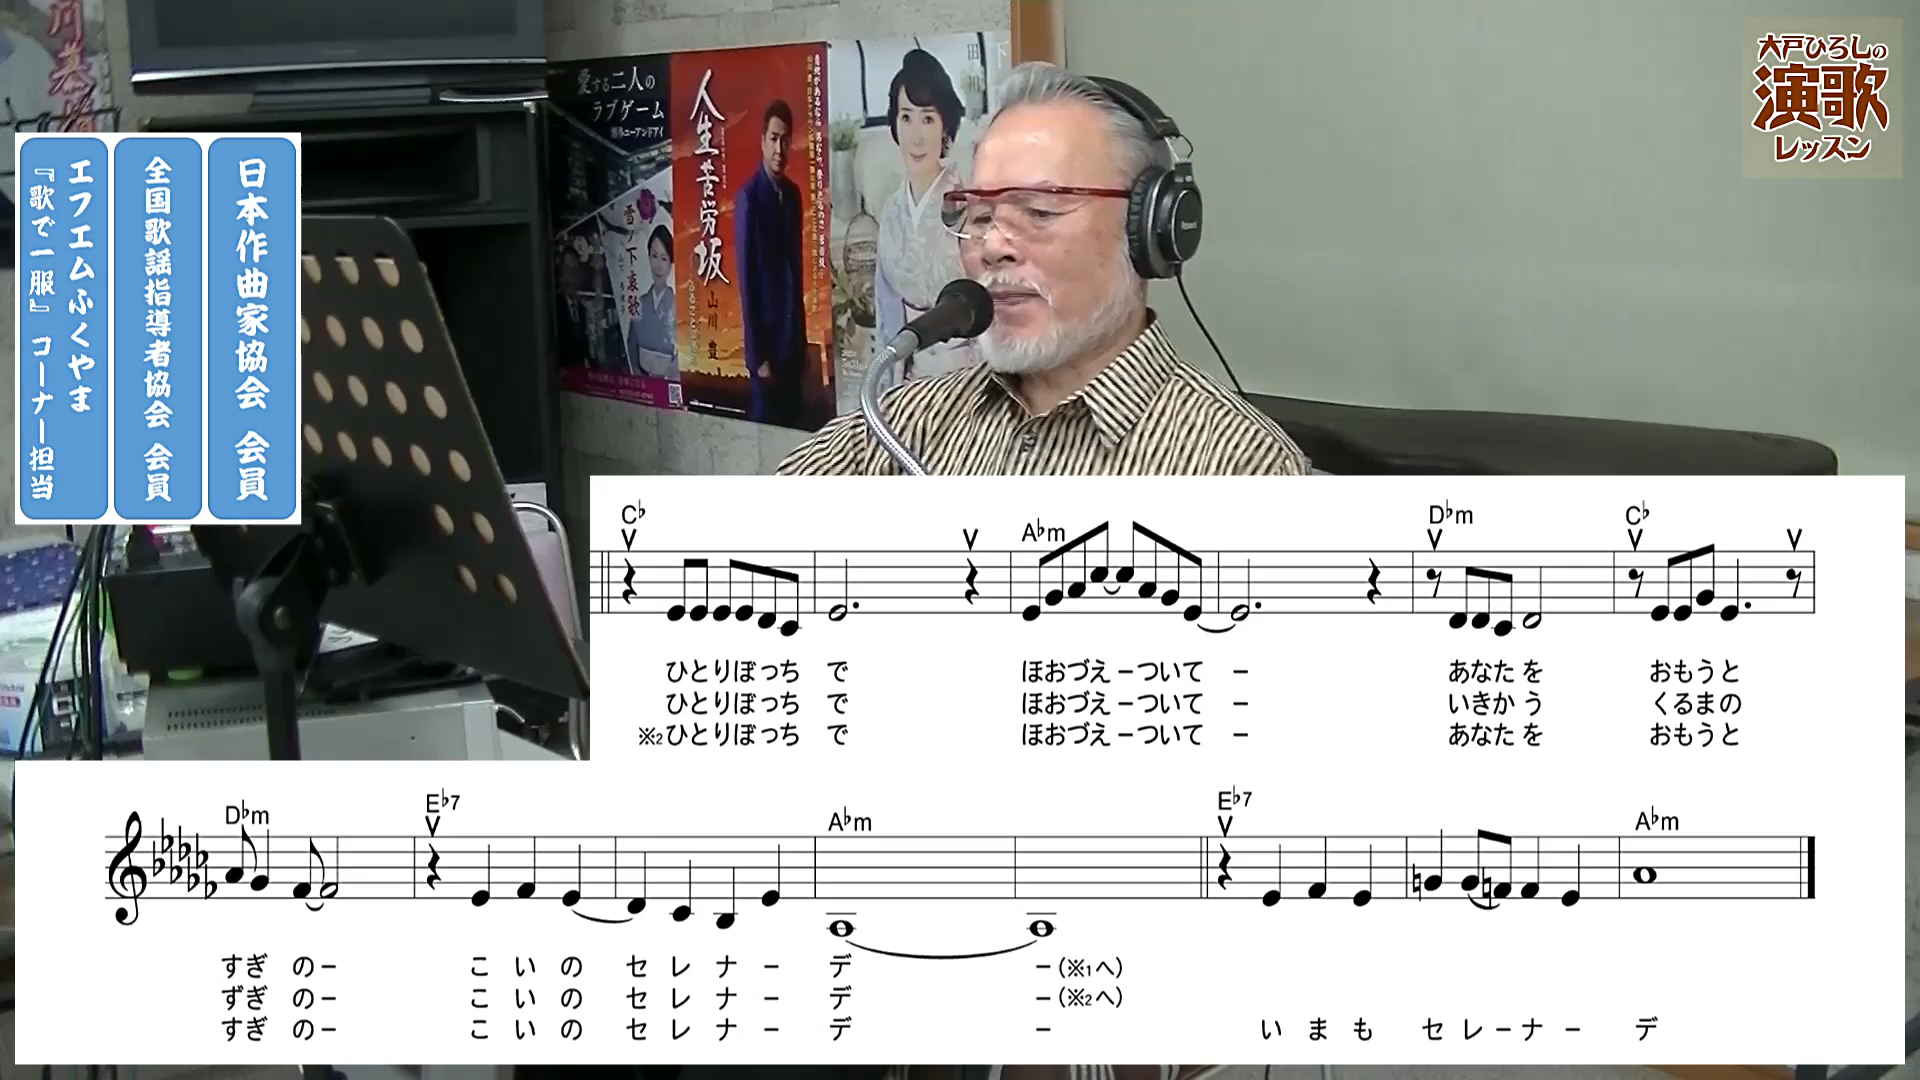 大戸ひろしの
演歌
レッスン
日本作曲家協会 会員
全国歌謡指導者協会 会員
エフエムふくやま
『歌で一服』 コーナー担当
愛する二人の
ラブゲーム
雪ノ下哀歌
人生苦労坂
山川 豊
Roland
C♭
A♭m
D♭m
C♭
ひとりぼっち で ほおづえーついて ー あなたを おもうと
ひとりぼっち で ほおづえーついて ー いきかう くるまの
※2ひとりぼっち で ほおづえーついて ー あなたを おもうと
D♭m
E♭7
A♭m
E♭7
A♭m
すぎ のー こいの セレナー デ ー(※1へ)
ずぎ のー こいの セレナー デ ー(※2へ)
すぎ のー こいの セレナー デ ー いまも セレーナー デ